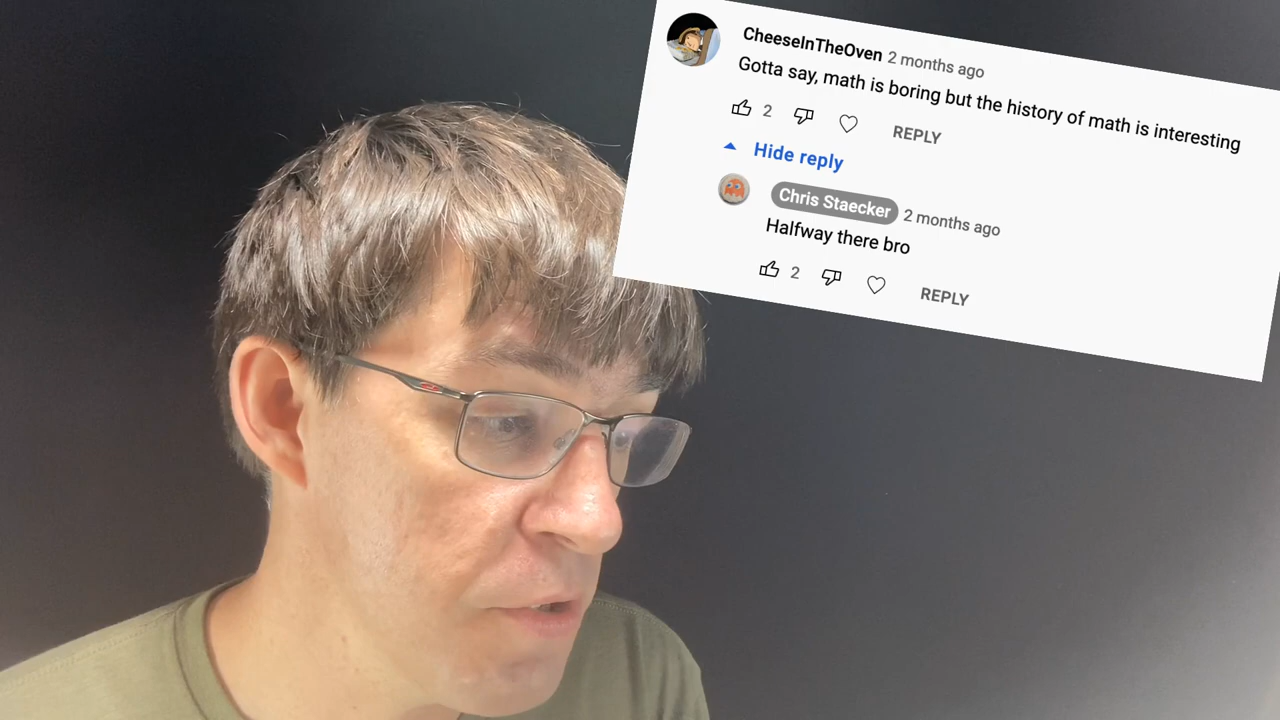 CheeseInTheOven 2 months ago
Gotta say, math is boring but the history of math is interesting
2 REPLY
Hide reply
Chris Staecker 2 months ago
Halfway there bro
2 REPLY